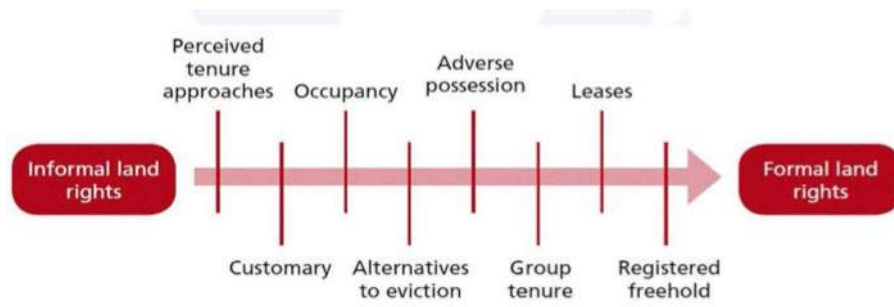 Perceived
tenure
approaches
Occupancy
Adverse
possession
Leases
Informal land
rights
Formal land
rights
Customary
Alternatives
to eviction
Group
tenure
Registered
freehold